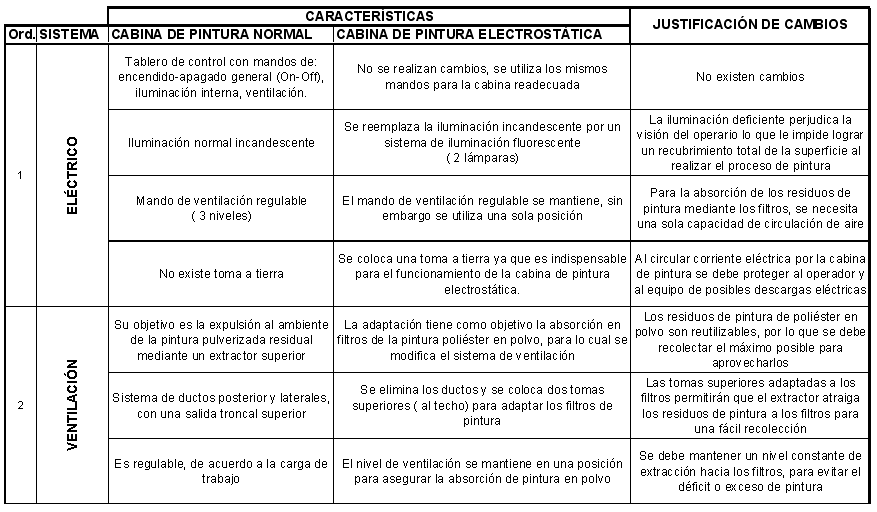 CARACTERÍSTICAS
JUSTIFICACIÓN DE CAMBIOS
Ord. SISTEMA CABINA DE PINTURA NORMAL CABINA DE PINTURA ELECTROSTÁTICA
1
ELÉCTRICO
Tablero de control con mandos de:
encendido-apagado general (On-Off),
iluminación interna, ventilación.
No se realizan cambios, se utiliza los mismos
mandos para la cabina readecuada
No existen cambios
Iluminación normal incandescente
Se reemplaza la iluminación incandescente por un
sistema de iluminación fluorescente
( 2 lámparas)
La iluminación deficiente perjudica la
visión del operario lo que le impide lograr
un recubrimiento total de la superficie al
realizar el proceso de pintura
Mando de ventilación regulable
( 3 niveles)
El mando de ventilación regulable se mantiene, sin
embargo se utiliza una sola posición
Para la absorción de los residuos de
pintura mediante los filtros, se necesita
una sola capacidad de circulación de aire
No existe toma a tierra
Se coloca una toma a tierra ya que es indispensable
para el funcionamiento de la cabina de pintura
electrostática.
Al circular corriente eléctrica por la cabina
de pintura se debe proteger al operador y
al equipo de posibles descargas eléctricas
2
VENTILACIÓN
Su objetivo es la expulsión al ambiente
de la pintura pulverizada residual
mediante un extractor superior
La adaptación tiene como objetivo la absorción en
filtros de la pintura poliéster en polvo, para lo cual se
modifica el sistema de ventilación
Los residuos de pintura de poliéster en
polvo son reutilizables, por lo que se debe
recolectar el máximo posible para
aprovecharlos
Sistema de ductos posterior y laterales,
con una salida troncal superior
Se elimina los ductos y se coloca dos tomas
superiores ( al techo) para adaptar los filtros de
pintura
Las tomas superiores adaptadas a los
filtros permitirán que el extractor atraiga
los residuos de pintura a los filtros para
una fácil recolección
Es regulable, de acuerdo a la carga de
trabajo
El nivel de ventilación se mantiene en una posición
para asegurar la absorción de pintura en polvo
Se debe mantener un nivel constante de
extracción hacia los filtros, para evitar el
déficit o exceso de pintura